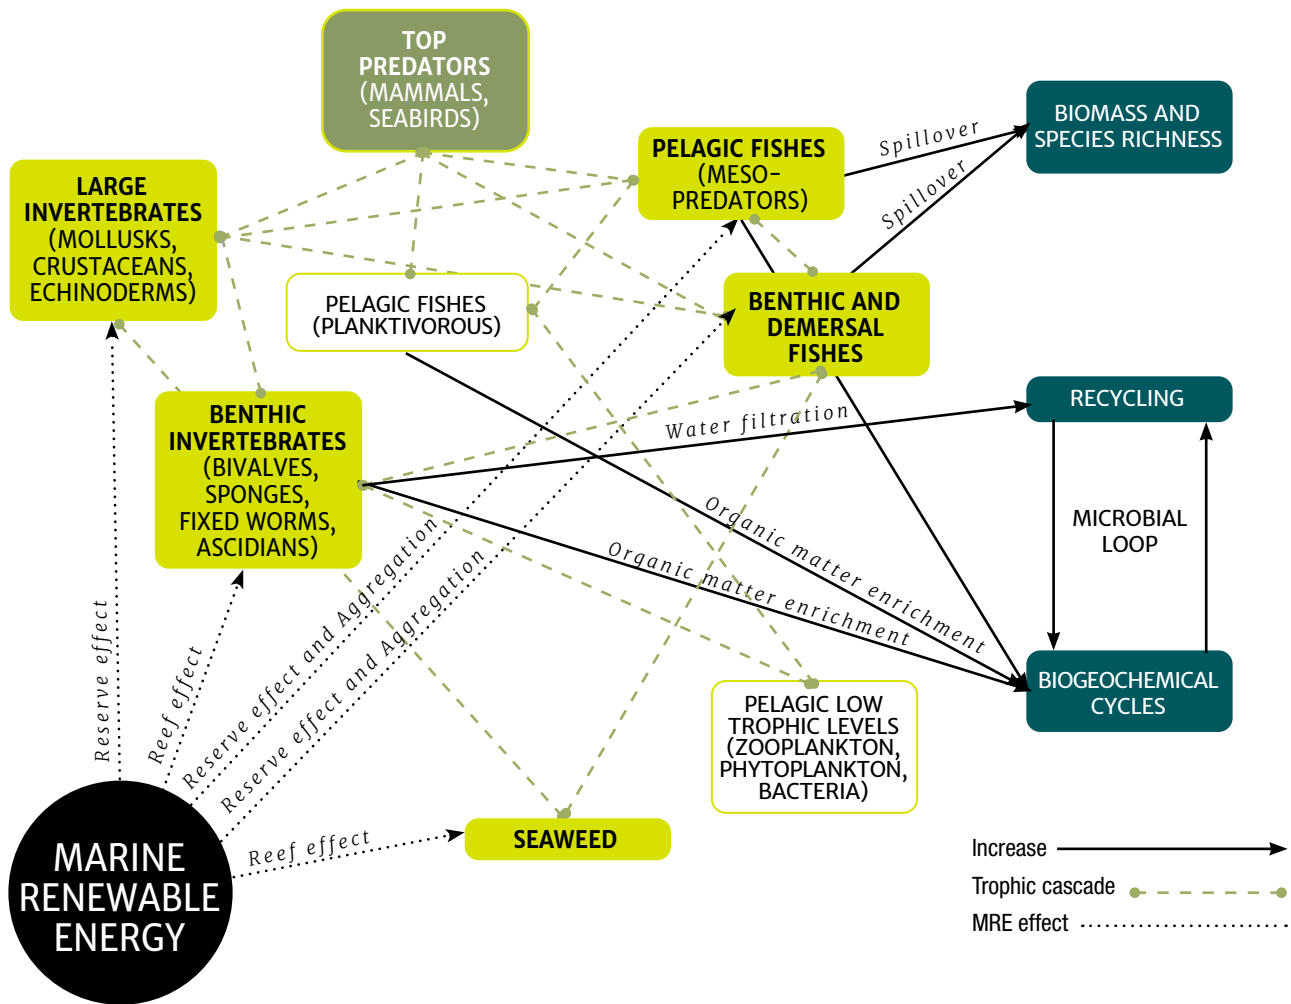 TOP
PREDATORS
(MAMMALS,
SEABIRDS)
BIOMASS AND
SPECIES RICHNESS
Spillover
Spillover
PELAGIC FISHES
(MESO-
PREDATORS)
LARGE
INVERTEBRATES
(MOLLUSKS,
CRUSTACEANS,
ECHINODERMS)
PELAGIC FISHES
(PLANKTIVOROUS)
BENTHIC AND
DEMERSAL
FISHES
RECYCLING
Water filtration
BENTHIC
INVERTEBRATES
(BIVALVES,
SPONGES,
FIXED WORMS,
ASCIDIANS)
MICROBIAL
LOOP
Organic matter enrichment
Organic matter enrichment
Reserve effect
Reef effect
Reserve effect and Aggregation
Reserve effect and Aggregation
BIOGEOCHEMICAL
CYCLES
PELAGIC LOW
TROPHIC LEVELS
(ZOOPLANKTON,
PHYTOPLANKTON,
BACTERIA)
Reef effect
SEAWEED
MARINE
RENEWABLE
ENERGY
Increase
Trophic cascade
MRE effect